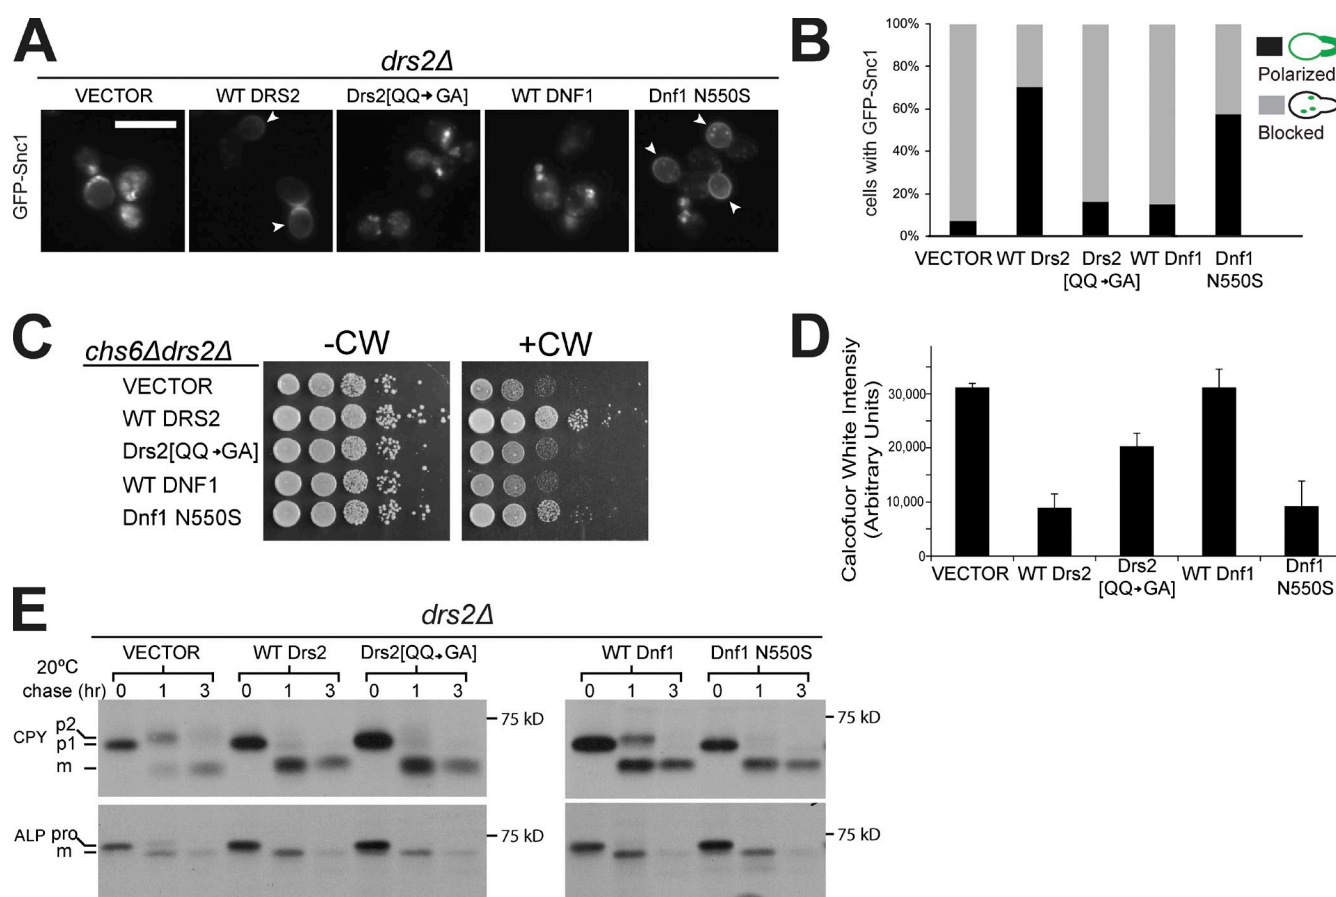 A
drs2Δ
VECTOR WT DRS2 Drs2[QQ→GA] WT DNF1 Dnf1 N550S
GFP-Snc1
B
cells with GFP-Snc1
100%
80%
60%
40%
20%
0%
VECTOR WT Drs2 Drs2 [QQ→GA] WT Dnf1 Dnf1 N550S
Polarized
Blocked
C
chs6Δdrs2Δ
-CW +CW
VECTOR
WT DRS2
Drs2[QQ→GA]
WT DNF1
Dnf1 N550S
D
Calcofuor White Intensiy
(Arbitrary Units)
30,000
20,000
10,000
0
VECTOR WT Drs2 Drs2 [QQ→GA] WT Dnf1 Dnf1 N550S
E
drs2Δ
VECTOR WT Drs2 Drs2[QQ→GA] WT Dnf1 Dnf1 N550S
20ºC
chase (hr) 0 1 3 0 1 3 0 1 3 0 1 3 0 1 3
CPY p2
p1
m
75 kD 75 kD
ALP pro
m
75 kD 75 kD